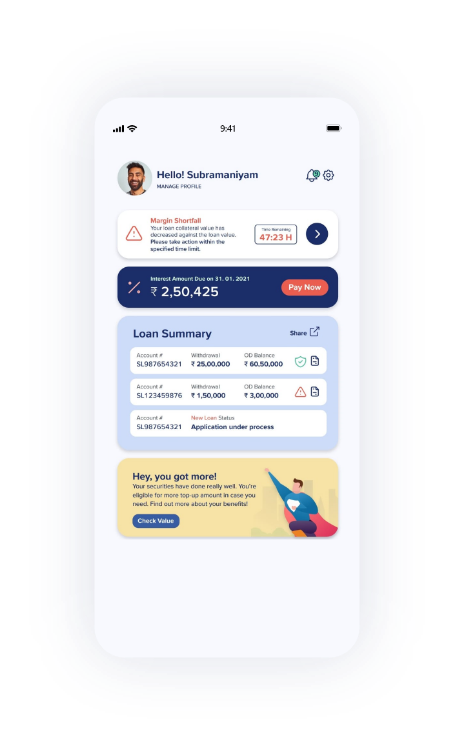 9:41
Hello! Subramaniyam
MANAGE PROFILE
Margin Shortfall
Your loan collateral value has
decreased against the loan value.
Please take action within the
specified time limit.
Time Remaining
47:23 H
Interest Amount Due on 31. 01. 2021
₹ 2,50,425
Pay Now
Loan Summary
Share
Account # Withdrawal OD Balance
SL987654321 ₹ 25,00,000 ₹ 60,50,000
Account # Withdrawal OD Balance
SL123459876 ₹ 1,50,000 ₹ 3,00,000
Account # New Loan Status
SL987654321 Application under process
Hey, you got more!
Your securities have done really well. You're
eligible for more top-up amount in case you
need. Find out more about your benefits!
Check Value